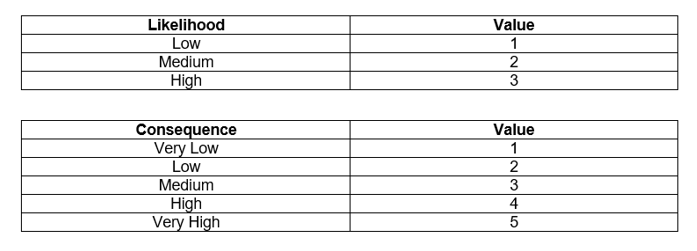 Likelihood Value
Low 1
Medium 2
High 3
Consequence Value
Very Low 1
Low 2
Medium 3
High 4
Very High 5